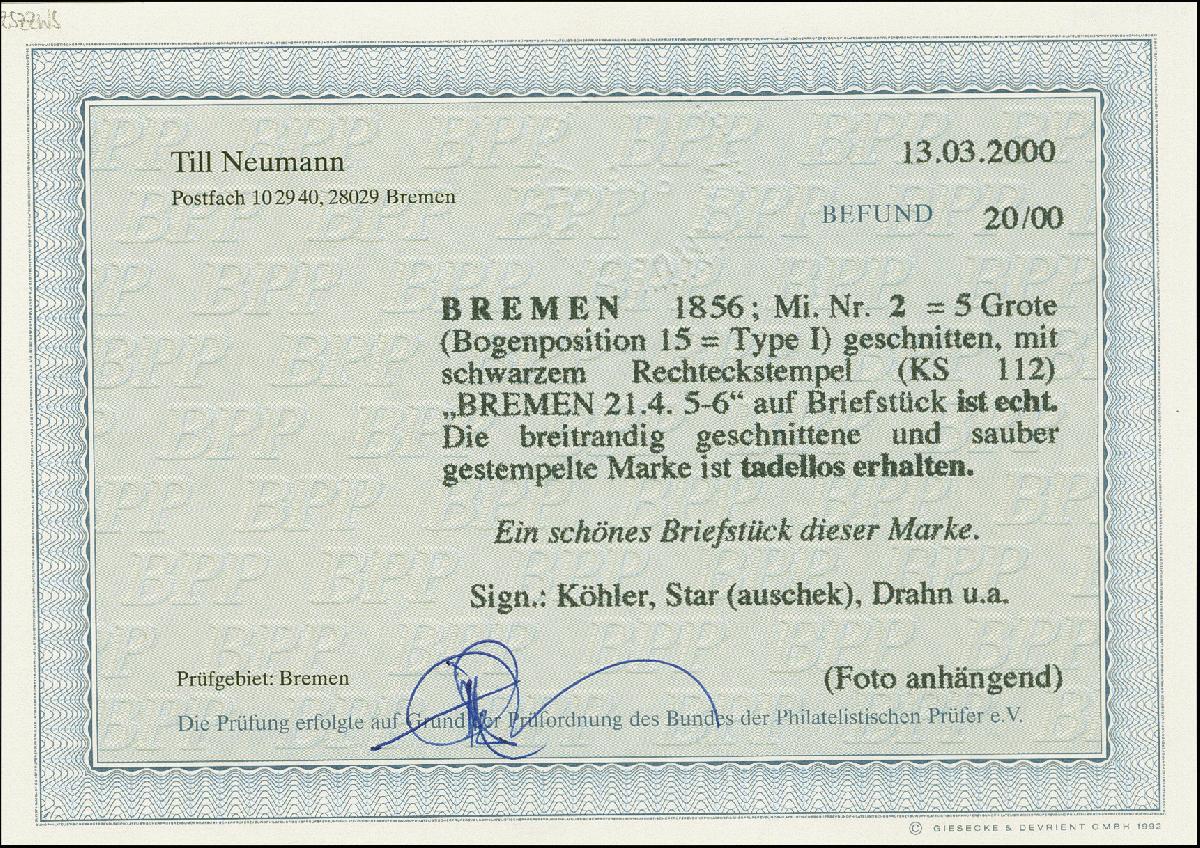 Till Neumann
Postfach 10 29 40, 28029 Bremen
13.03.2000
BEFUND 20/00
BREMEN 1856; Mi. Nr. 2 = 5 Grote
(Bogenposition 15 = Type I) geschnitten, mit
schwarzem Rechteckstempel (KS 112)
„BREMEN 21.4. 5-6“ auf Briefstück ist echt.
Die breitrandig geschnittene und sauber
gestempelte Marke ist tadellos erhalten.
Ein schönes Briefstück dieser Marke.
Sign.: Köhler, Star (auschek), Drahn u.a.
Prüfgebiet: Bremen
(Foto anhängend)
Die Prüfung erfolgte auf Grund der Prüfordnung des Bundes der Philatelistischen Prüfer e.V.
© GIESECKE & DEVRIENT GMBH 1992